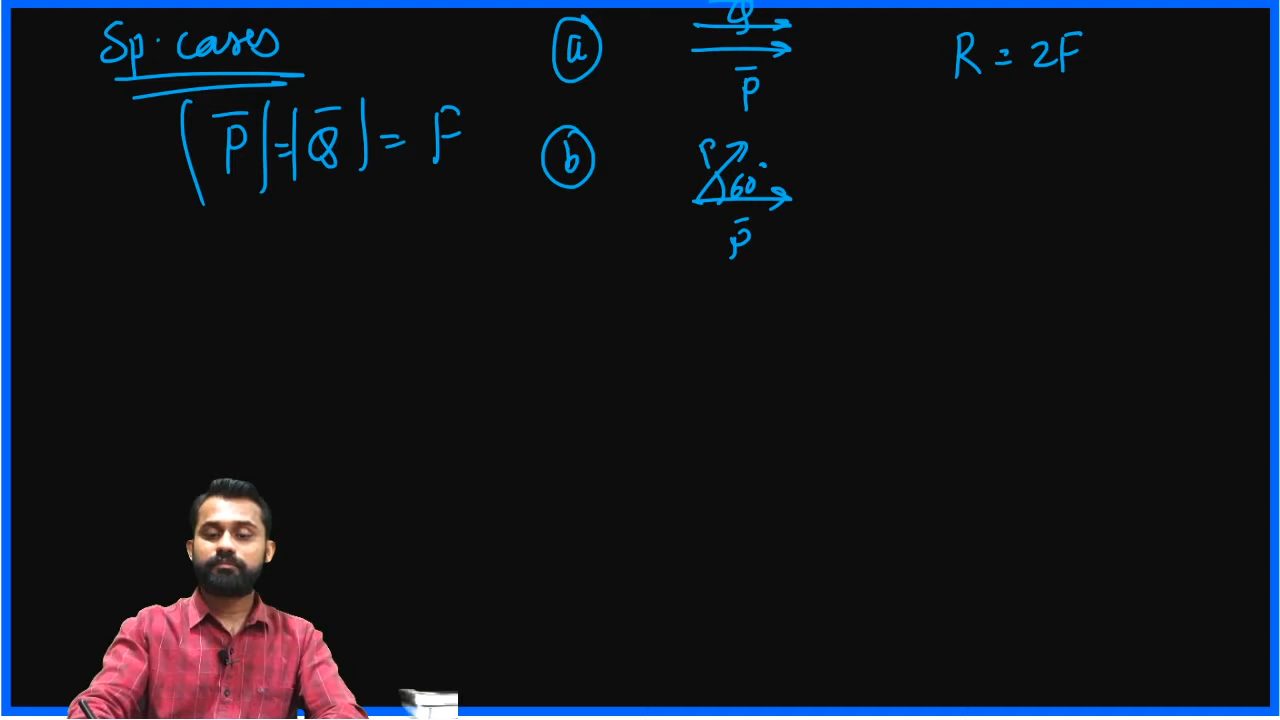 Sp. cases
|P̄| = |Q̄| = F
(a) Q̄ P̄ R = 2F
(b) 60° P̄